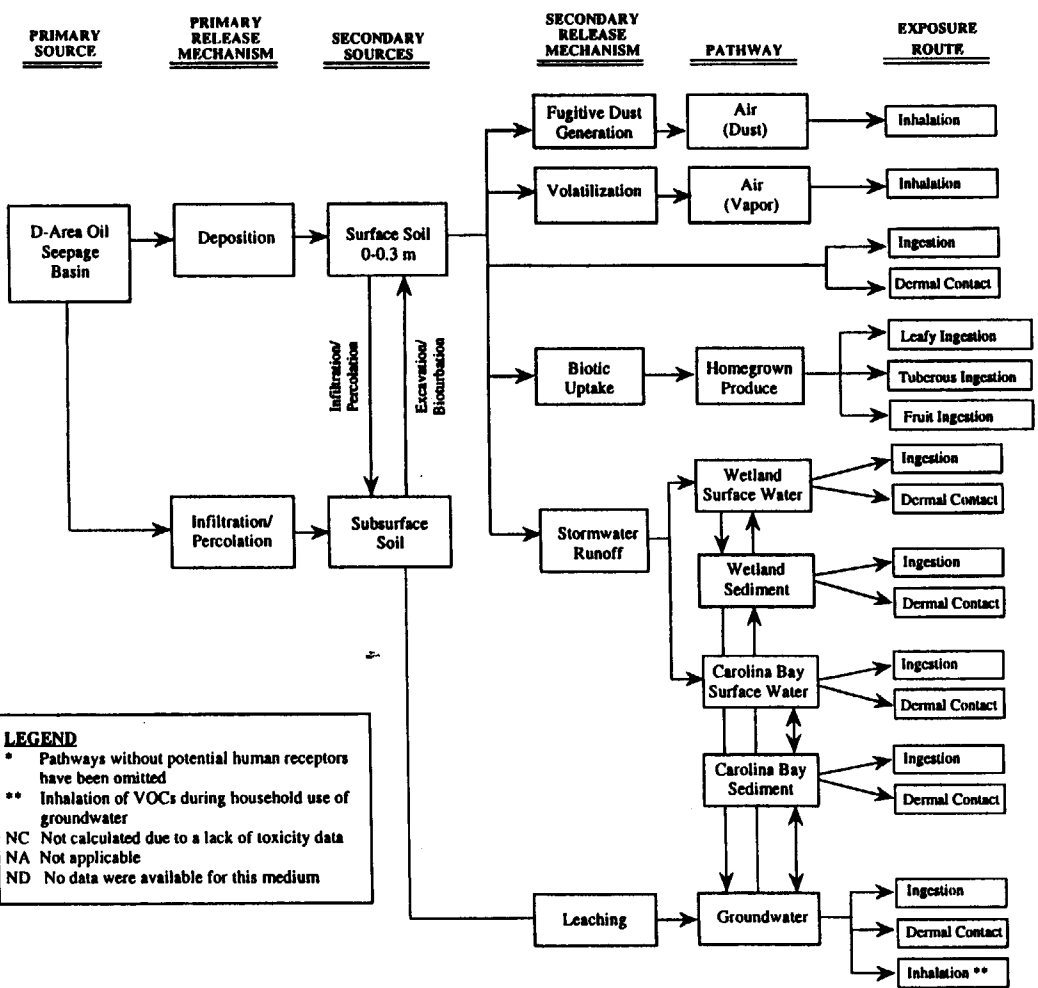 PRIMARY
SOURCE
PRIMARY
RELEASE
MECHANISM
SECONDARY
SOURCES
SECONDARY
RELEASE
MECHANISM
PATHWAY
EXPOSURE
ROUTE
Fugitive Dust
Generation
Air
(Dust)
Inhalation
Volatilization
Air
(Vapor)
Inhalation
D-Area Oil
Seepage
Basin
Deposition
Surface Soil
0-0.3 m
Ingestion
Dermal Contact
Infiltration/
Percolation
Excavation/
Bioturbation
Biotic
Uptake
Homegrown
Produce
Leafy Ingestion
Tuberous Ingestion
Fruit Ingestion
Infiltration/
Percolation
Subsurface
Soil
Stormwater
Runoff
Wetland
Surface Water
Ingestion
Dermal Contact
Wetland
Sediment
Ingestion
Dermal Contact
Carolina Bay
Surface Water
Ingestion
Dermal Contact
Carolina Bay
Sediment
Ingestion
Dermal Contact
Leaching
Groundwater
Ingestion
Dermal Contact
Inhalation **
LEGEND
* Pathways without potential human receptors
have been omitted
** Inhalation of VOCs during household use of
groundwater
NC Not calculated due to a lack of toxicity data
NA Not applicable
ND No data were available for this medium